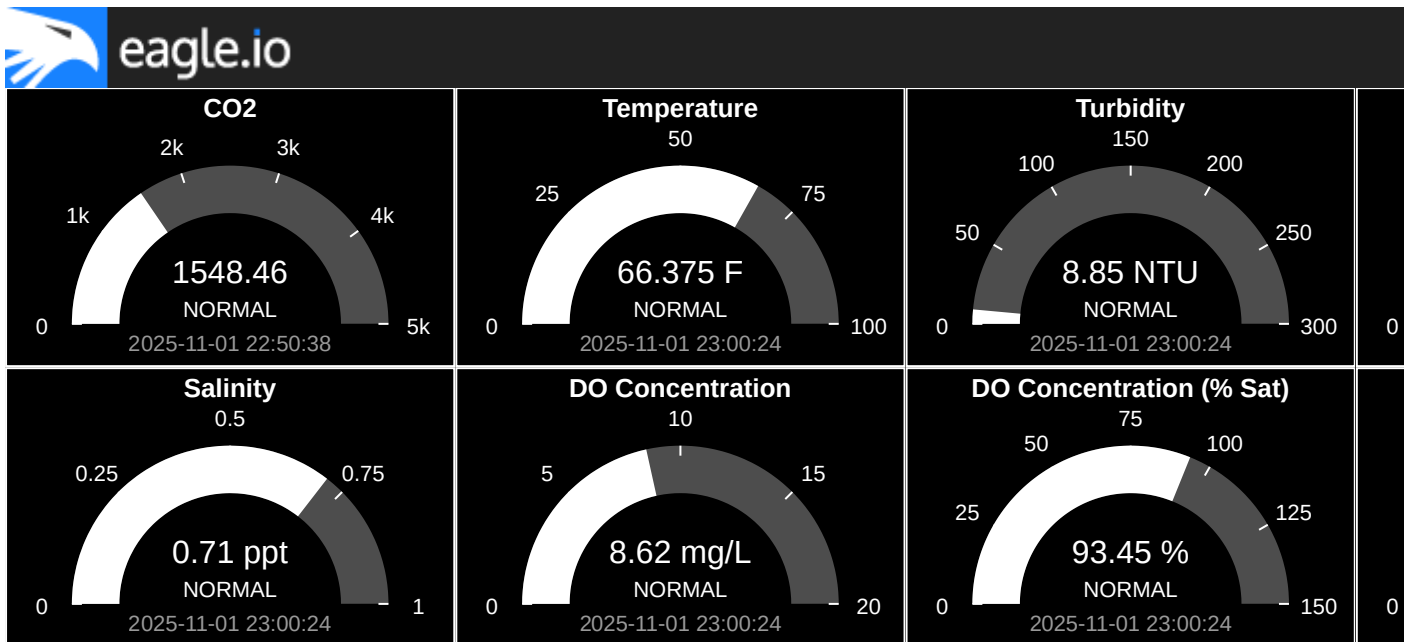 eagle.io
CO2
2k
3k
1k
4k
0
5k
1548.46
NORMAL
2025-11-01 22:50:38
Temperature
50
25
75
0
100
66.375 F
NORMAL
2025-11-01 23:00:24
Turbidity
150
100
200
50
250
0
300
8.85 NTU
NORMAL
2025-11-01 23:00:24
0
Salinity
0.5
0.25
0.75
0
1
0.71 ppt
NORMAL
2025-11-01 23:00:24
DO Concentration
10
5
15
0
20
8.62 mg/L
NORMAL
2025-11-01 23:00:24
DO Concentration (% Sat)
75
50
100
25
125
0
150
93.45 %
NORMAL
2025-11-01 23:00:24
0